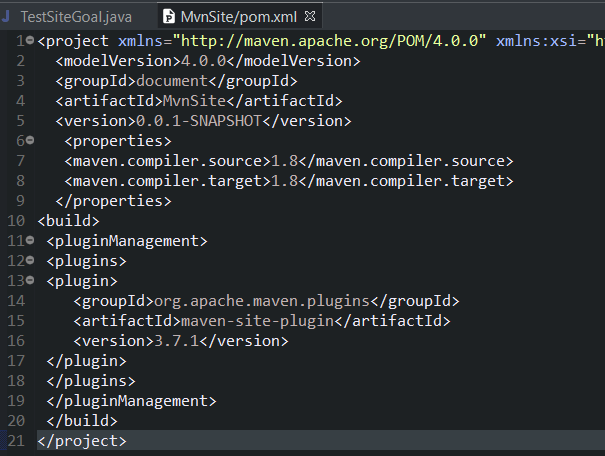 TestSiteGoal.java MvnSite/pom.xml
1 <project xmlns="http://maven.apache.org/POM/4.0.0" xmlns:xsi="h
2 <modelVersion>4.0.0</modelVersion>
3 <groupId>document</groupId>
4 <artifactId>MvnSite</artifactId>
5 <version>0.0.1-SNAPSHOT</version>
6 <properties>
7 <maven.compiler.source>1.8</maven.compiler.source>
8 <maven.compiler.target>1.8</maven.compiler.target>
9 </properties>
10 <build>
11 <pluginManagement>
12 <plugins>
13 <plugin>
14 <groupId>org.apache.maven.plugins</groupId>
15 <artifactId>maven-site-plugin</artifactId>
16 <version>3.7.1</version>
17 </plugin>
18 </plugins>
19 </pluginManagement>
20 </build>
21 </project>